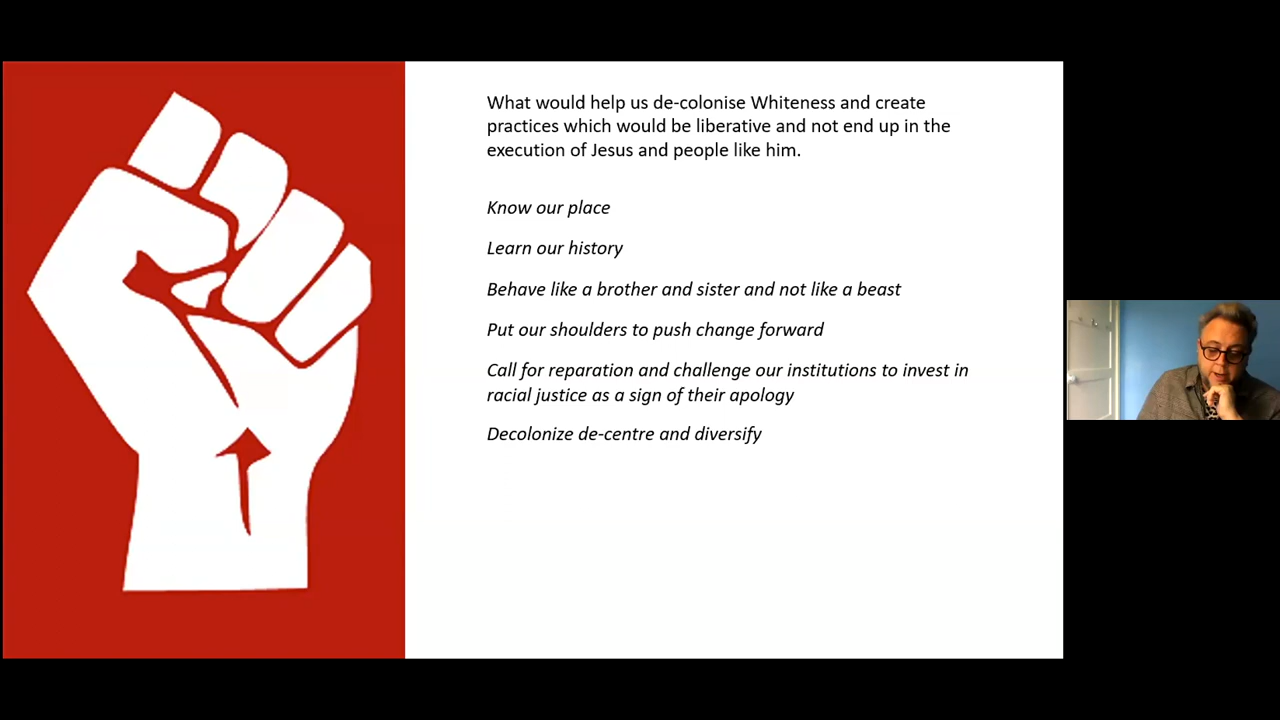 What would help us de-colonise Whiteness and create
practices which would be liberative and not end up in the
execution of Jesus and people like him.
Know our place
Learn our history
Behave like a brother and sister and not like a beast
Put our shoulders to push change forward
Call for reparation and challenge our institutions to invest in
racial justice as a sign of their apology
Decolonize de-centre and diversify